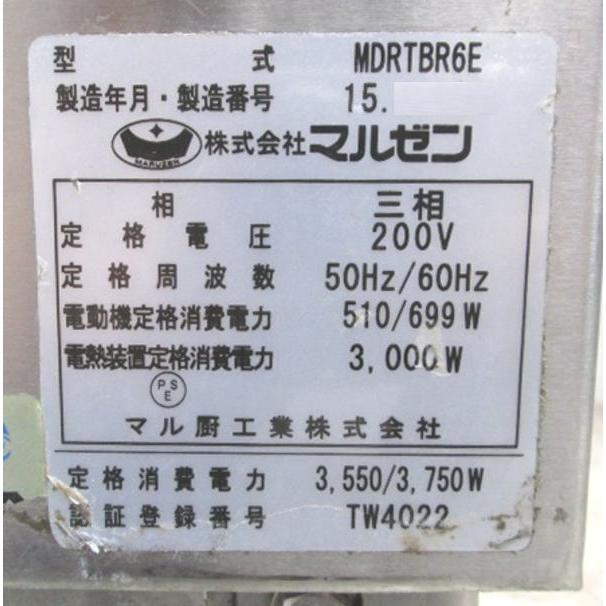 型式 MDRTBR6E
製造年月・製造番号 15.
MARUZEN 株式会社マルゼン
相 三相
定格電圧 200V
定格周波数 50Hz/60Hz
電動機定格消費電力 510/699W
電熱装置定格消費電力 3,000W
PSE
マル厨工業株式会社
定格消費電力 3,550/3,750W
認証登録番号 TW4022